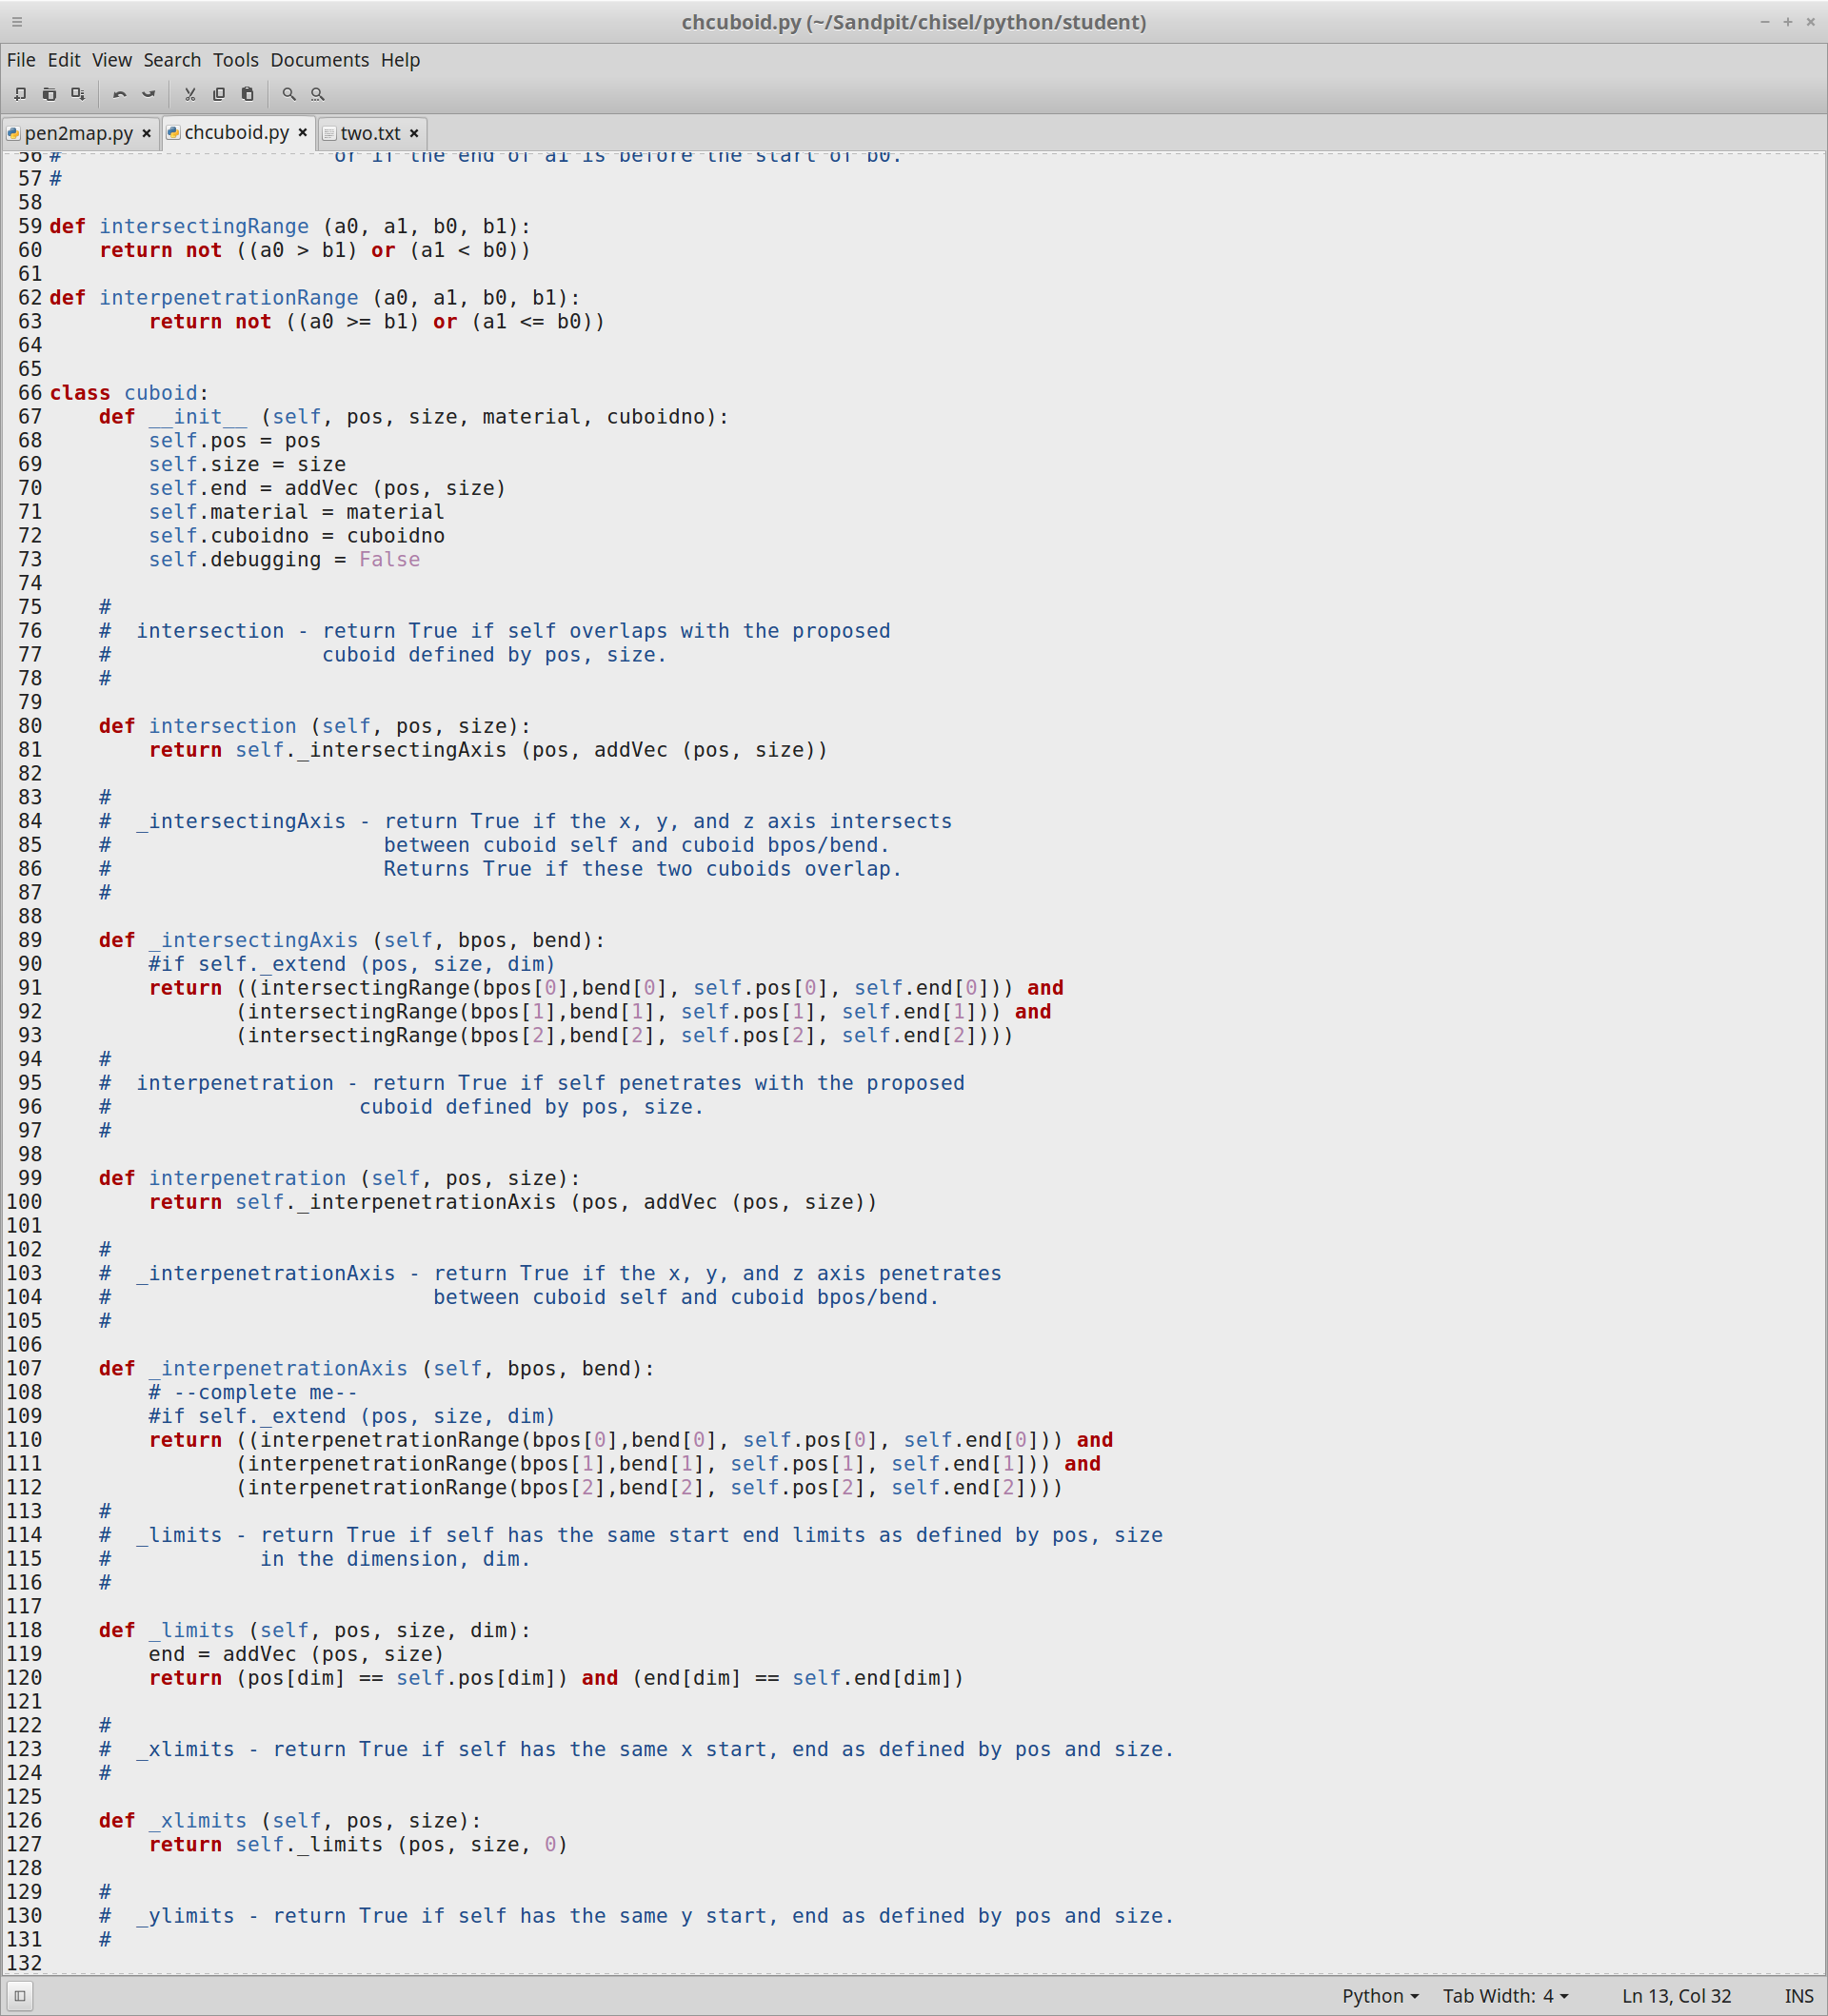 chcuboid.py (~/Sandpit/chisel/python/student)
File Edit View Search Tools Documents Help
pen2map.py × chcuboid.py × two.txt ×
56 #                      or if the end of a1 is before the start of b0.
57 #
58
59 def intersectingRange (a0, a1, b0, b1):
60     return not ((a0 > b1) or (a1 < b0))
61
62 def interpenetrationRange (a0, a1, b0, b1):
63         return not ((a0 >= b1) or (a1 <= b0))
64
65
66 class cuboid:
67     def __init__ (self, pos, size, material, cuboidno):
68         self.pos = pos
69         self.size = size
70         self.end = addVec (pos, size)
71         self.material = material
72         self.cuboidno = cuboidno
73         self.debugging = False
74
75     #
76     #  intersection - return True if self overlaps with the proposed
77     #                 cuboid defined by pos, size.
78     #
79
80     def intersection (self, pos, size):
81         return self._intersectingAxis (pos, addVec (pos, size))
82
83     #
84     #  _intersectingAxis - return True if the x, y, and z axis intersects
85     #                      between cuboid self and cuboid bpos/bend.
86     #                      Returns True if these two cuboids overlap.
87     #
88
89     def _intersectingAxis (self, bpos, bend):
90         #if self._extend (pos, size, dim)
91         return ((intersectingRange(bpos[0],bend[0], self.pos[0], self.end[0])) and
92                (intersectingRange(bpos[1],bend[1], self.pos[1], self.end[1])) and
93                (intersectingRange(bpos[2],bend[2], self.pos[2], self.end[2])))
94     #
95     #  interpenetration - return True if self penetrates with the proposed
96     #                    cuboid defined by pos, size.
97     #
98
99     def interpenetration (self, pos, size):
100         return self._interpenetrationAxis (pos, addVec (pos, size))
101
102     #
103     #  _interpenetrationAxis - return True if the x, y, and z axis penetrates
104     #                          between cuboid self and cuboid bpos/bend.
105     #
106
107     def _interpenetrationAxis (self, bpos, bend):
108         # --complete me--
109         #if self._extend (pos, size, dim)
110         return ((interpenetrationRange(bpos[0],bend[0], self.pos[0], self.end[0])) and
111                (interpenetrationRange(bpos[1],bend[1], self.pos[1], self.end[1])) and
112                (interpenetrationRange(bpos[2],bend[2], self.pos[2], self.end[2])))
113     #
114     #  _limits - return True if self has the same start end limits as defined by pos, size
115     #            in the dimension, dim.
116     #
117
118     def _limits (self, pos, size, dim):
119         end = addVec (pos, size)
120         return (pos[dim] == self.pos[dim]) and (end[dim] == self.end[dim])
121
122     #
123     #  _xlimits - return True if self has the same x start, end as defined by pos and size.
124     #
125
126     def _xlimits (self, pos, size):
127         return self._limits (pos, size, 0)
128
129     #
130     #  _ylimits - return True if self has the same y start, end as defined by pos and size.
131     #
132
Python Tab Width: 4 Ln 13, Col 32 INS